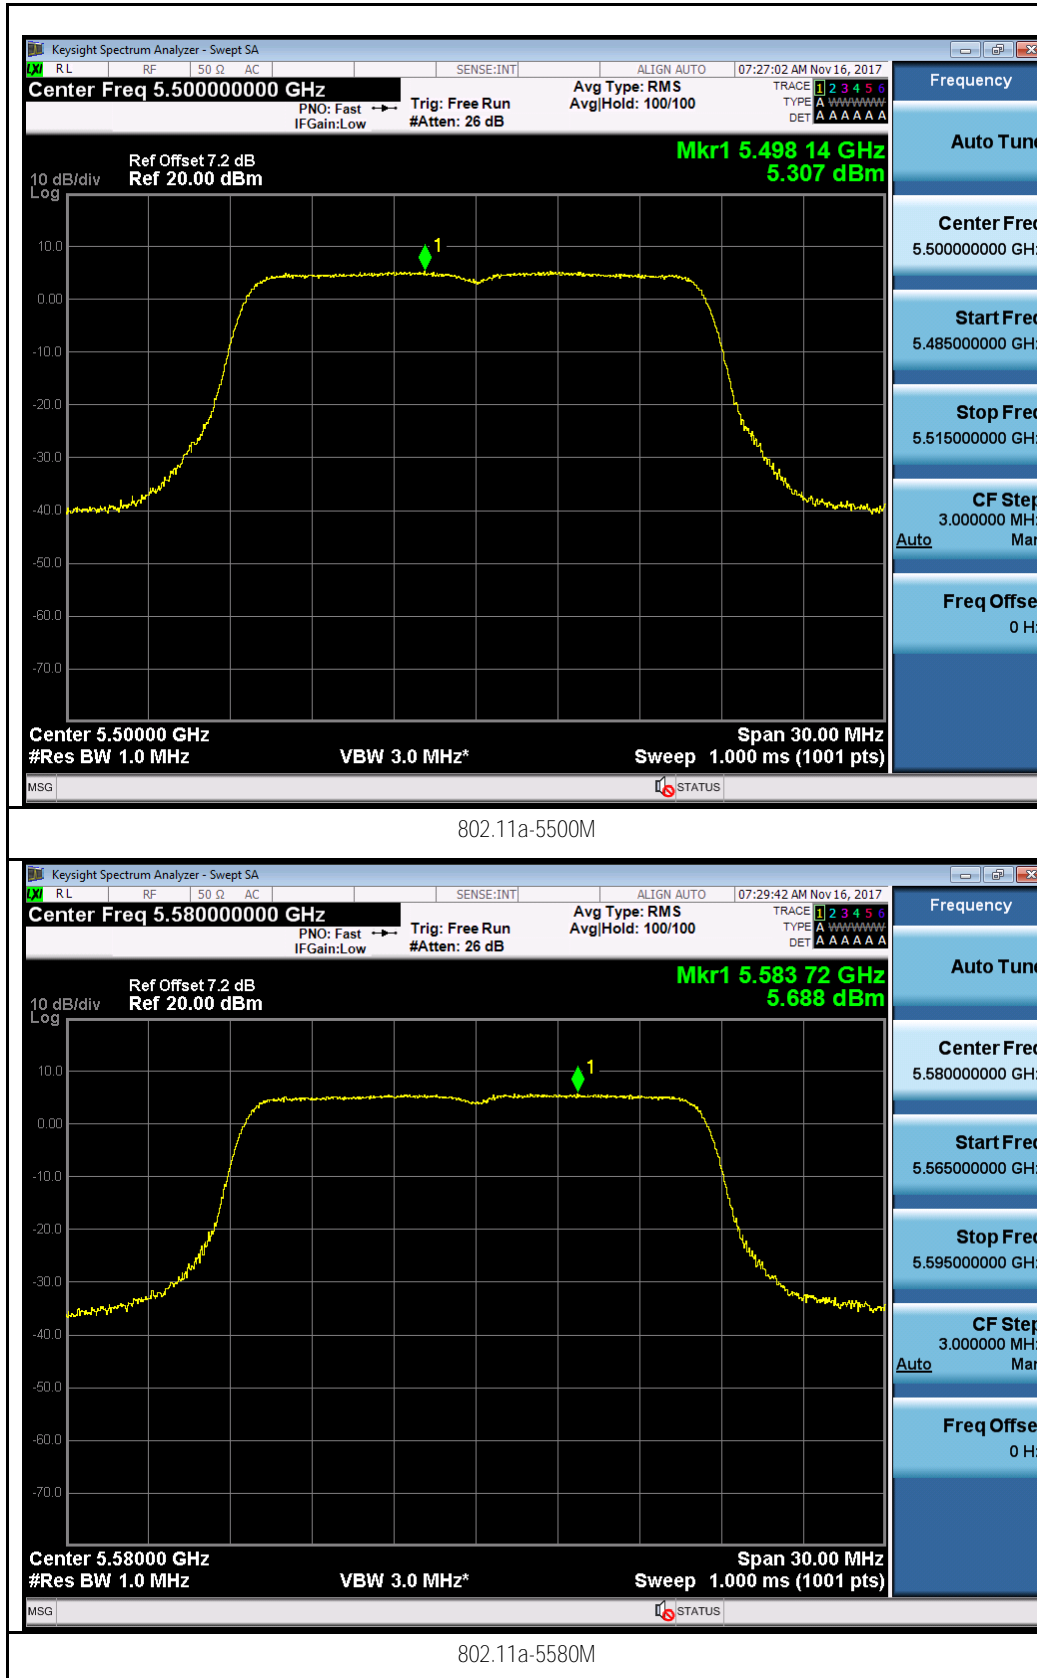 Keysight Spectrum Analyzer - Swept SA
LXI RL RF 50 Ω AC SENSE:INT ALIGN AUTO 07:27:02 AM Nov 16, 2017
Center Freq 5.500000000 GHz
PNO: Fast
IFGain:Low
Trig: Free Run
#Atten: 26 dB
Avg Type: RMS
Avg|Hold: 100/100
TRACE 1 2 3 4 5 6
TYPE A WWWWW
DET A A A A A A
Frequency
Auto Tune
Mkr1 5.498 14 GHz
5.307 dBm
Ref Offset 7.2 dB
10 dB/div Ref 20.00 dBm
Log
1
10.0
0.00
-10.0
-20.0
-30.0
-40.0
-50.0
-60.0
-70.0
Center Freq
5.500000000 GHz
Start Freq
5.485000000 GHz
Stop Freq
5.515000000 GHz
CF Step
3.000000 MHz
Auto Man
Freq Offset
0 Hz
Center 5.50000 GHz Span 30.00 MHz
#Res BW 1.0 MHz VBW 3.0 MHz* Sweep 1.000 ms (1001 pts)
MSG STATUS
802.11a-5500M
Keysight Spectrum Analyzer - Swept SA
LXI RL RF 50 Ω AC SENSE:INT ALIGN AUTO 07:29:42 AM Nov 16, 2017
Center Freq 5.580000000 GHz
PNO: Fast
IFGain:Low
Trig: Free Run
#Atten: 26 dB
Avg Type: RMS
Avg|Hold: 100/100
TRACE 1 2 3 4 5 6
TYPE A WWWWW
DET A A A A A A
Frequency
Auto Tune
Mkr1 5.583 72 GHz
5.688 dBm
Ref Offset 7.2 dB
10 dB/div Ref 20.00 dBm
Log
1
10.0
0.00
-10.0
-20.0
-30.0
-40.0
-50.0
-60.0
-70.0
Center Freq
5.580000000 GHz
Start Freq
5.565000000 GHz
Stop Freq
5.595000000 GHz
CF Step
3.000000 MHz
Auto Man
Freq Offset
0 Hz
Center 5.58000 GHz Span 30.00 MHz
#Res BW 1.0 MHz VBW 3.0 MHz* Sweep 1.000 ms (1001 pts)
MSG STATUS
802.11a-5580M